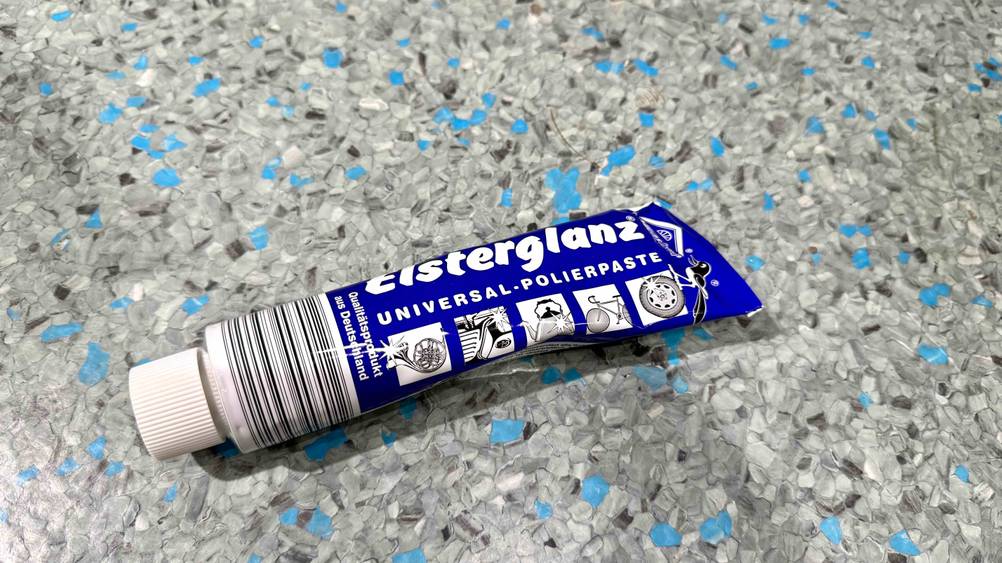 Elsterglanz®
UNIVERSAL-POLIERPASTE
Qualitätsprodukt
aus Deutschland